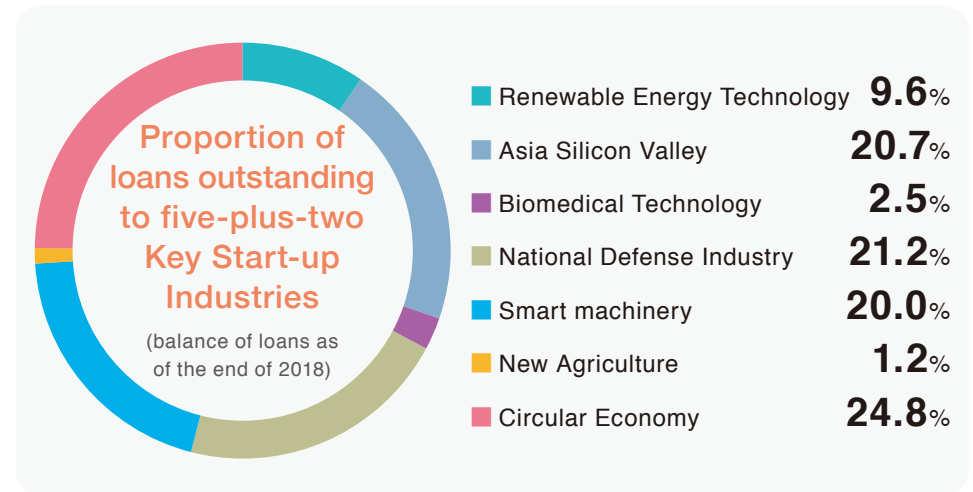 Proportion of
loans outstanding
to five-plus-two
Key Start-up
Industries
(balance of loans as
of the end of 2018)
Renewable Energy Technology 9.6%
Asia Silicon Valley 20.7%
Biomedical Technology 2.5%
National Defense Industry 21.2%
Smart machinery 20.0%
New Agriculture 1.2%
Circular Economy 24.8%